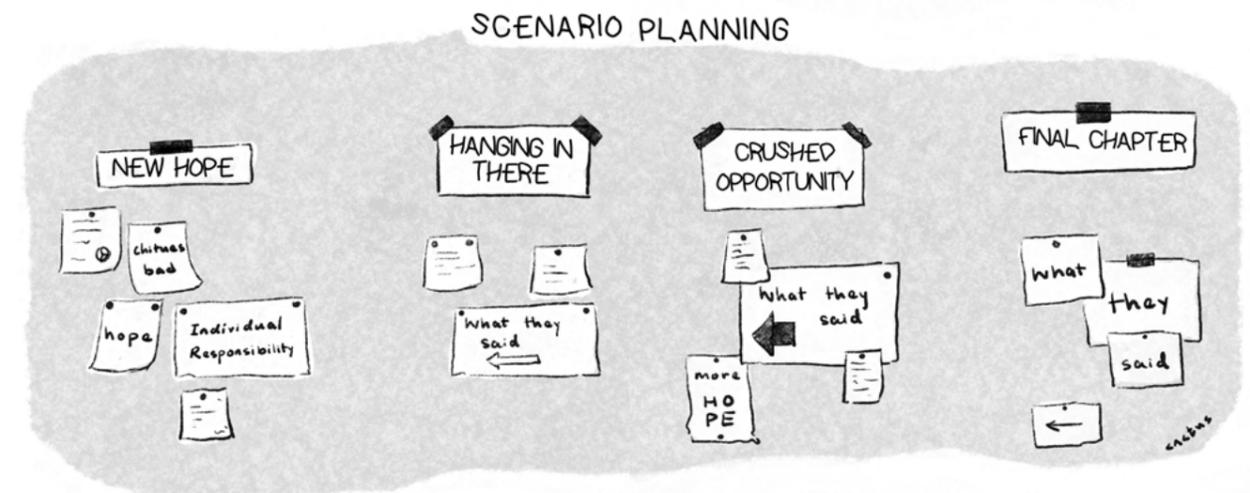 SCENARIO PLANNING
NEW HOPE
chitnes
bad
hope
Individual
Responsibility
HANGING IN
THERE
What they
said
CRUSHED
OPPORTUNITY
What they
said
more
HO
PE
FINAL CHAPTER
what
they
said
cactus